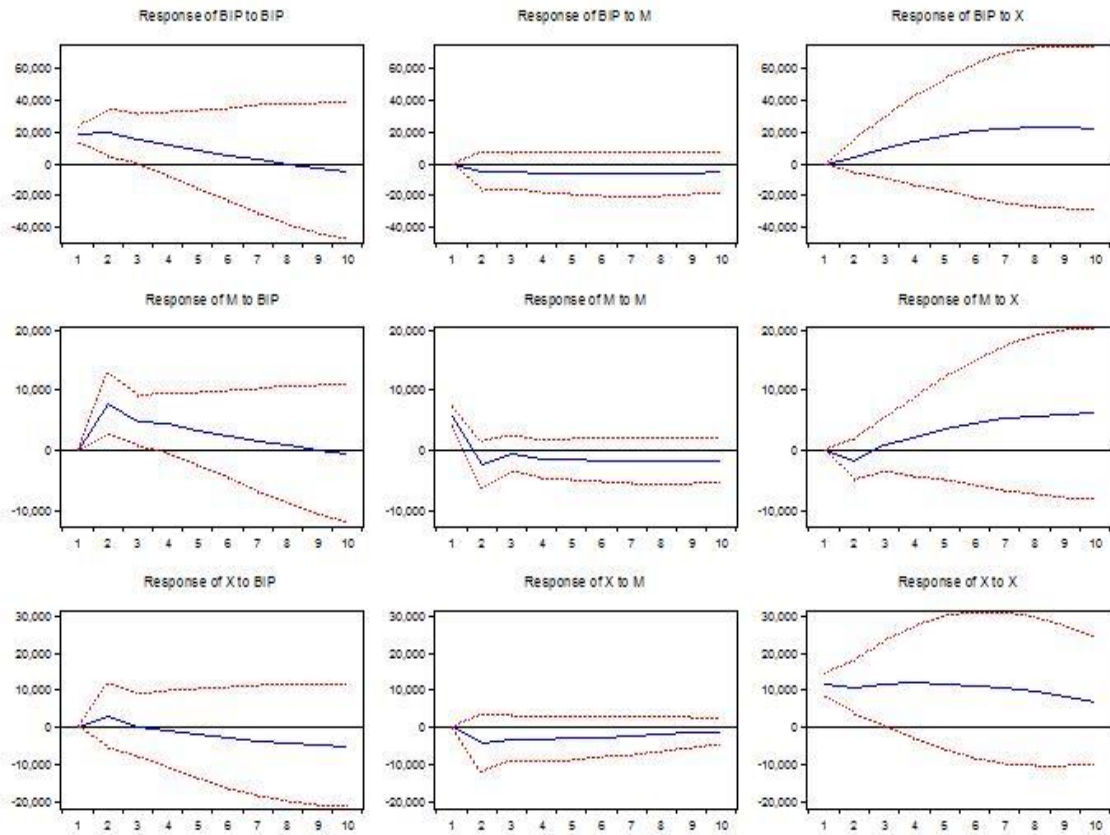 Response of BIP to BIP
60,000
40,000
20,000
0
-20,000
-40,000
1 2 3 4 5 6 7 8 9 10
Response of BIP to M
60,000
40,000
20,000
0
-20,000
-40,000
1 2 3 4 5 6 7 8 9 10
Response of BIP to X
60,000
40,000
20,000
0
-20,000
-40,000
1 2 3 4 5 6 7 8 9 10
Response of M to BIP
20,000
10,000
0
-10,000
1 2 3 4 5 6 7 8 9 10
Response of M to M
20,000
10,000
0
-10,000
1 2 3 4 5 6 7 8 9 10
Response of M to X
20,000
10,000
0
-10,000
1 2 3 4 5 6 7 8 9 10
Response of X to BIP
30,000
20,000
10,000
0
-10,000
-20,000
1 2 3 4 5 6 7 8 9 10
Response of X to M
30,000
20,000
10,000
0
-10,000
-20,000
1 2 3 4 5 6 7 8 9 10
Response of X to X
30,000
20,000
10,000
0
-10,000
-20,000
1 2 3 4 5 6 7 8 9 10